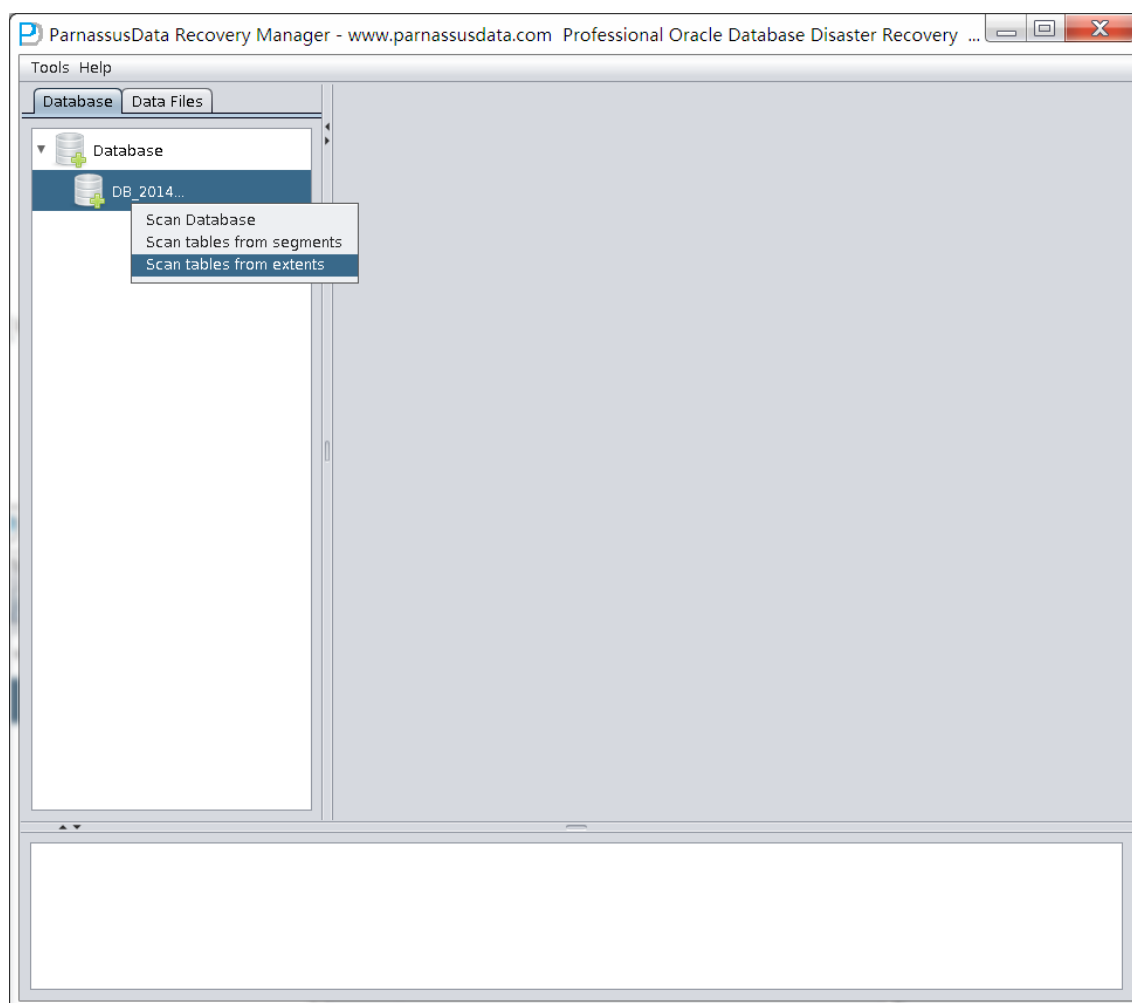 ParnassusData Recovery Manager - www.parnassusdata.com Professional Oracle Database Disaster Recovery ...
Tools Help
Database Data Files
Database
DB_2014...
Scan Database
Scan tables from segments
Scan tables from extents